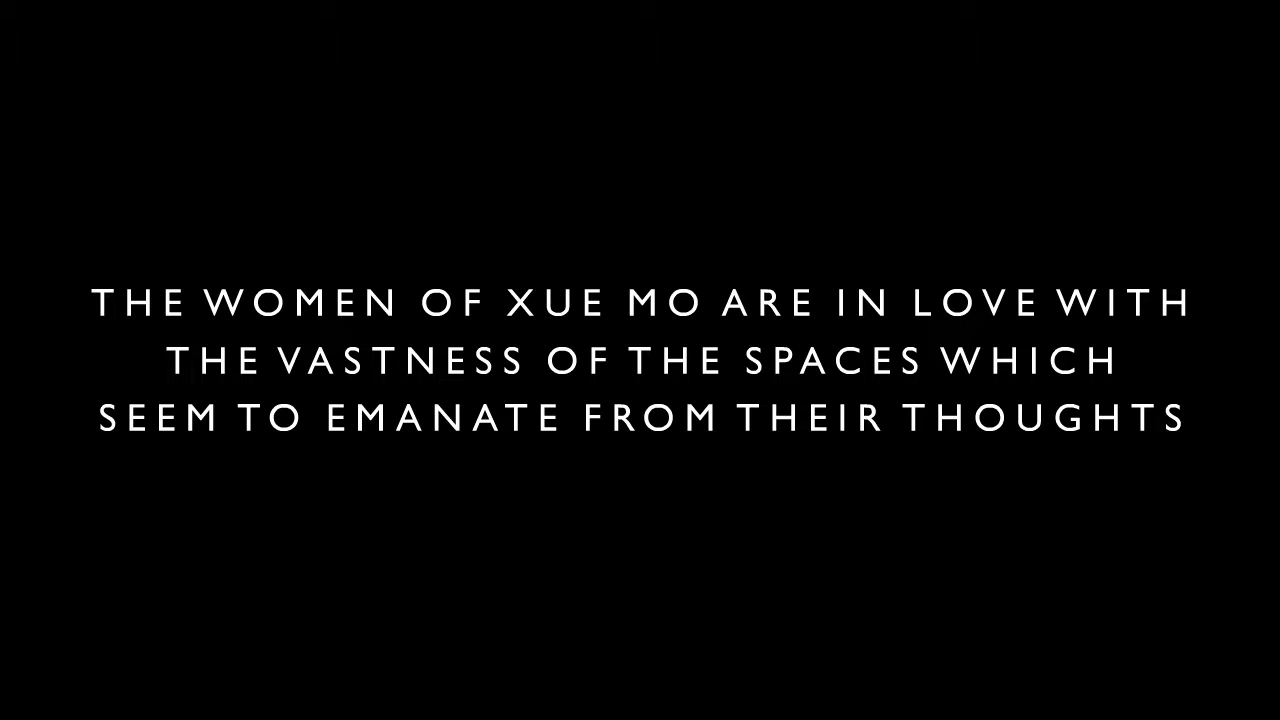 THE WOMEN OF XUE MO ARE IN LOVE WITH
THE VASTNESS OF THE SPACES WHICH
SEEM TO EMANATE FROM THEIR THOUGHTS